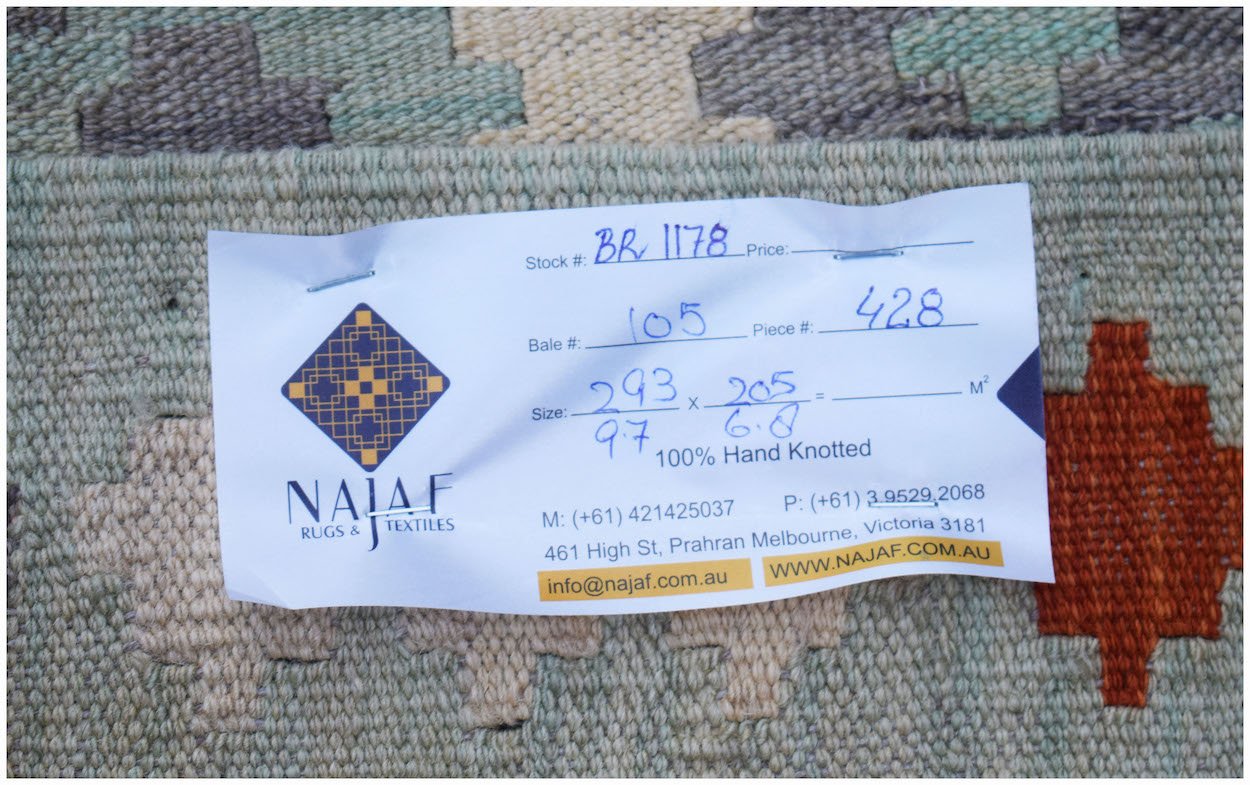 Stock #: BR 1178 Price:
Bale #: 105 Piece #: 428
Size: 293 x 205 = M²
9.7 6.8
100% Hand Knotted
NAJAF
RUGS & TEXTILES
M: (+61) 421425037 P: (+61) 3.9529.2068
461 High St, Prahran Melbourne, Victoria 3181
info@najaf.com.au WWW.NAJAF.COM.AU